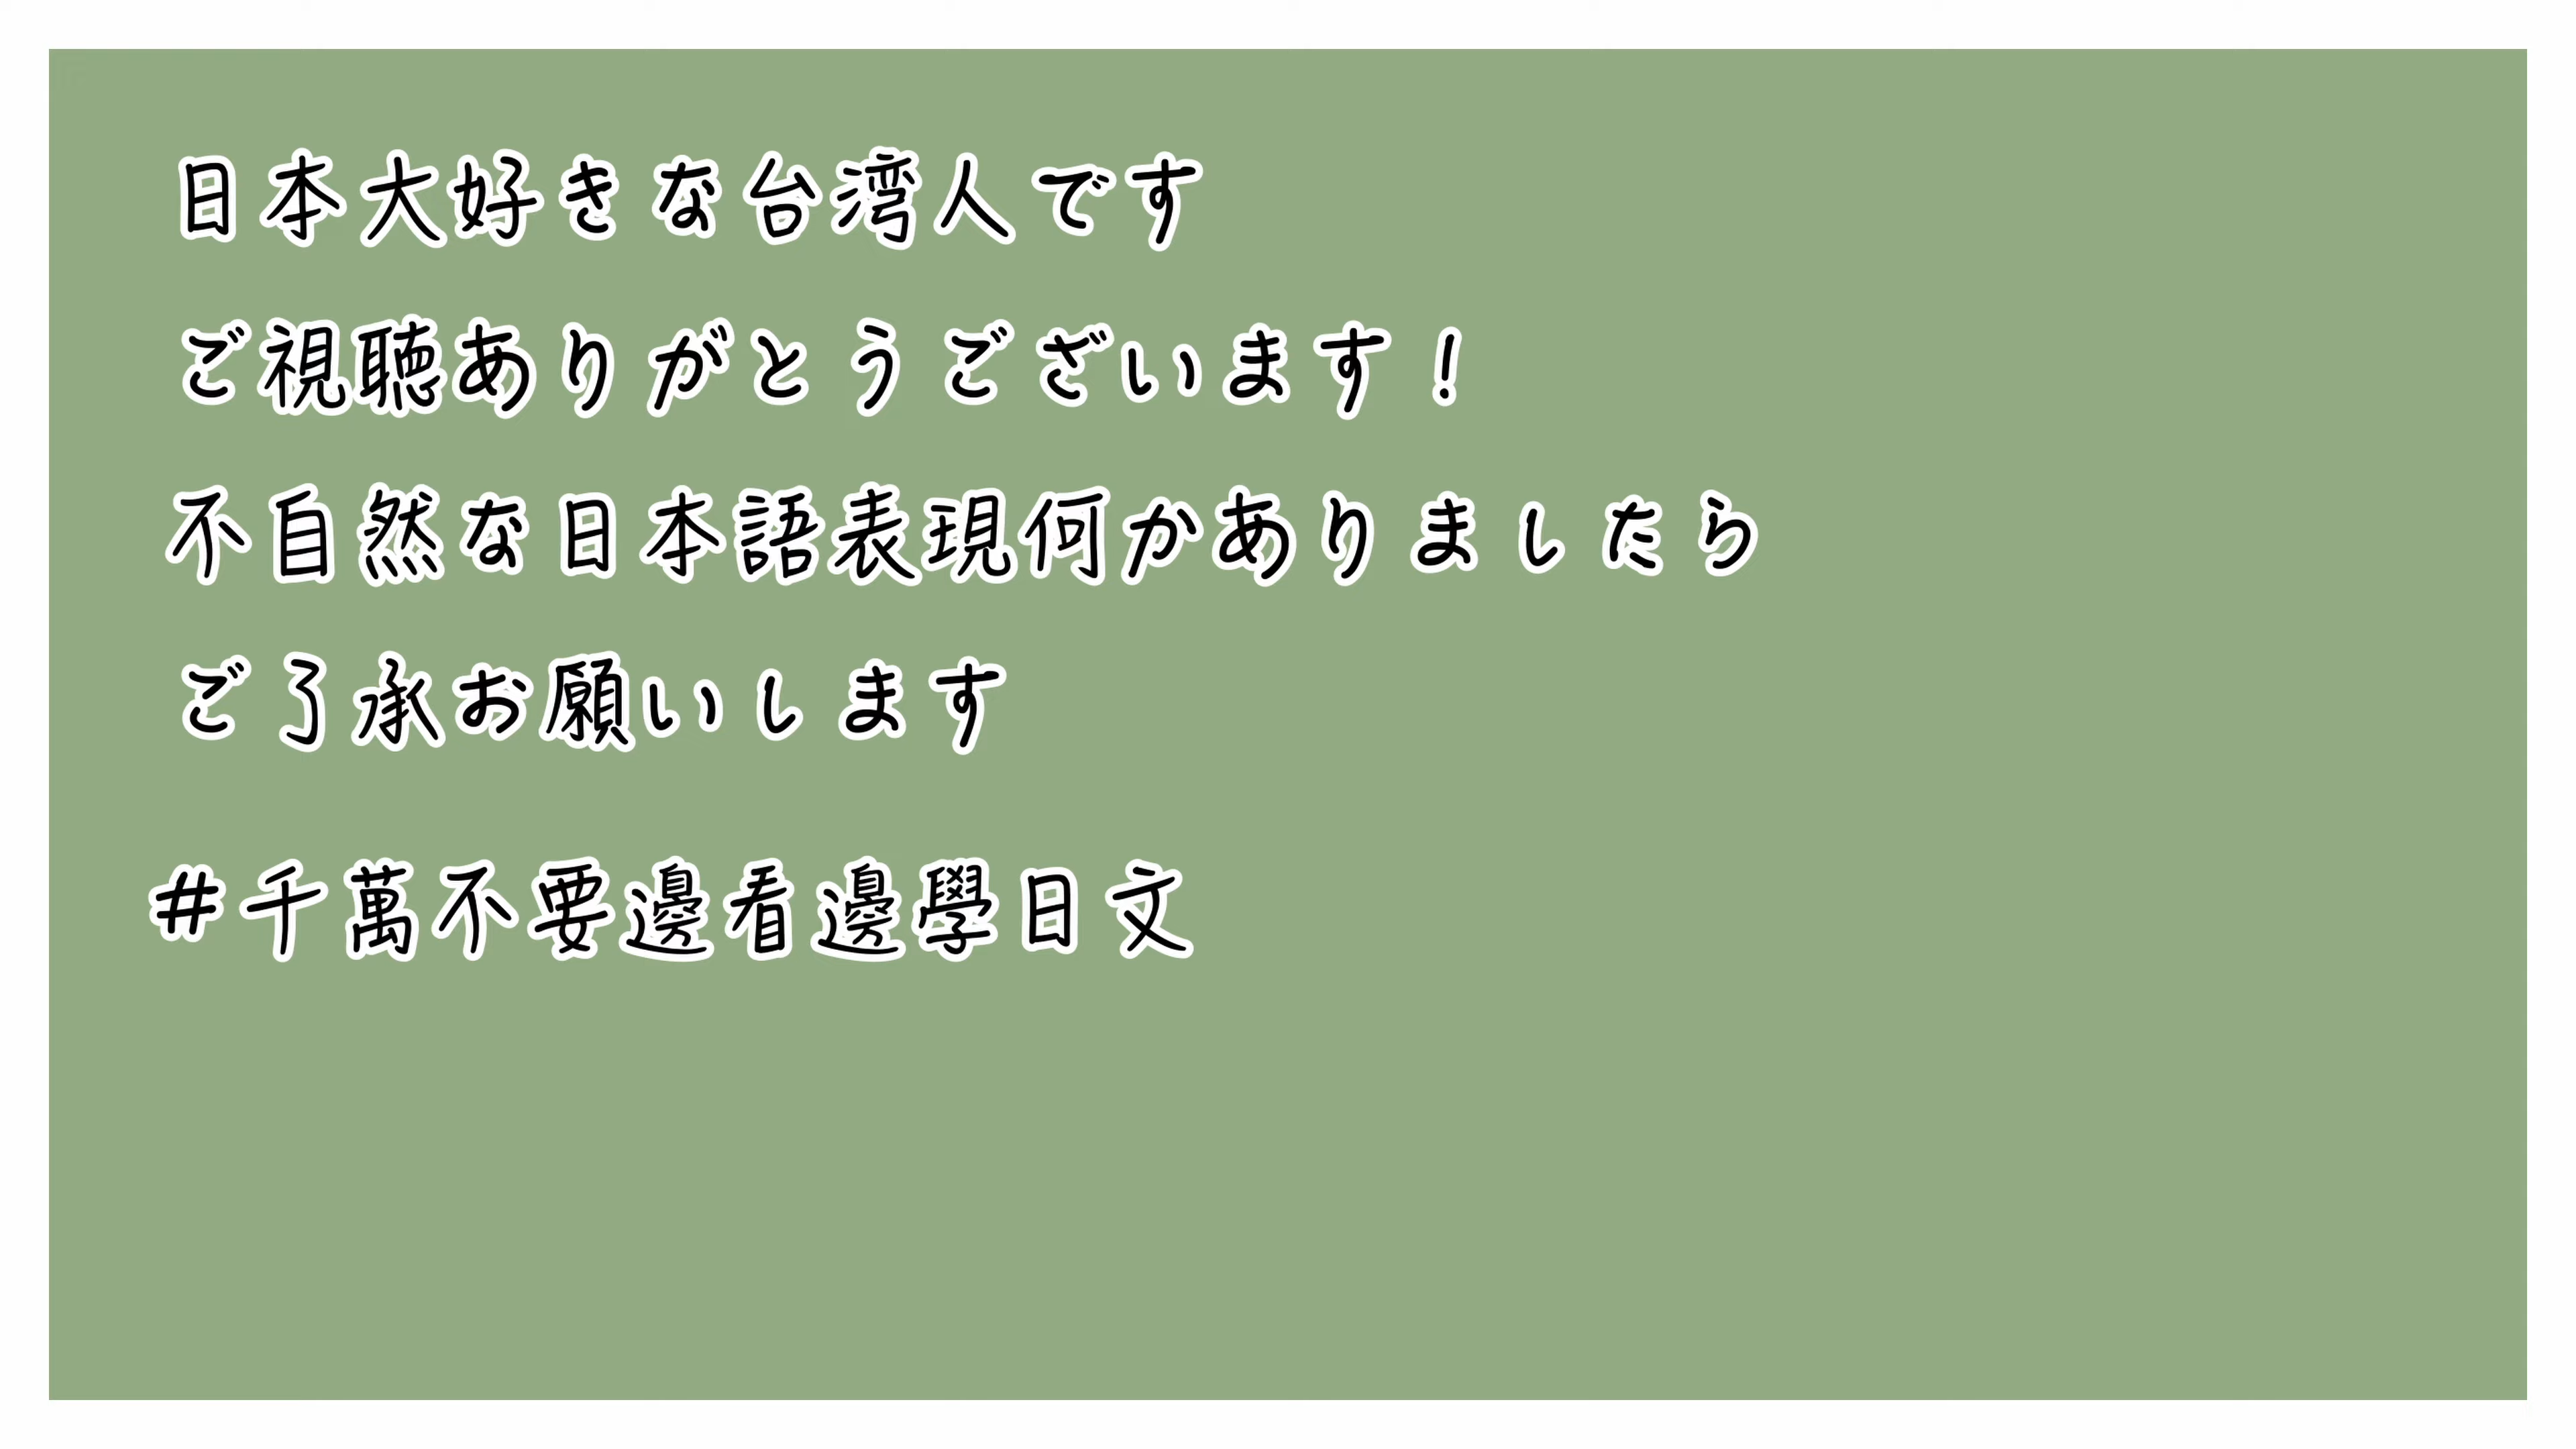 日本大好きな台湾人です
ご視聴ありがとうございます！
不自然な日本語表現何かありましたら
ご了承お願いします
#千萬不要邊看邊學日文